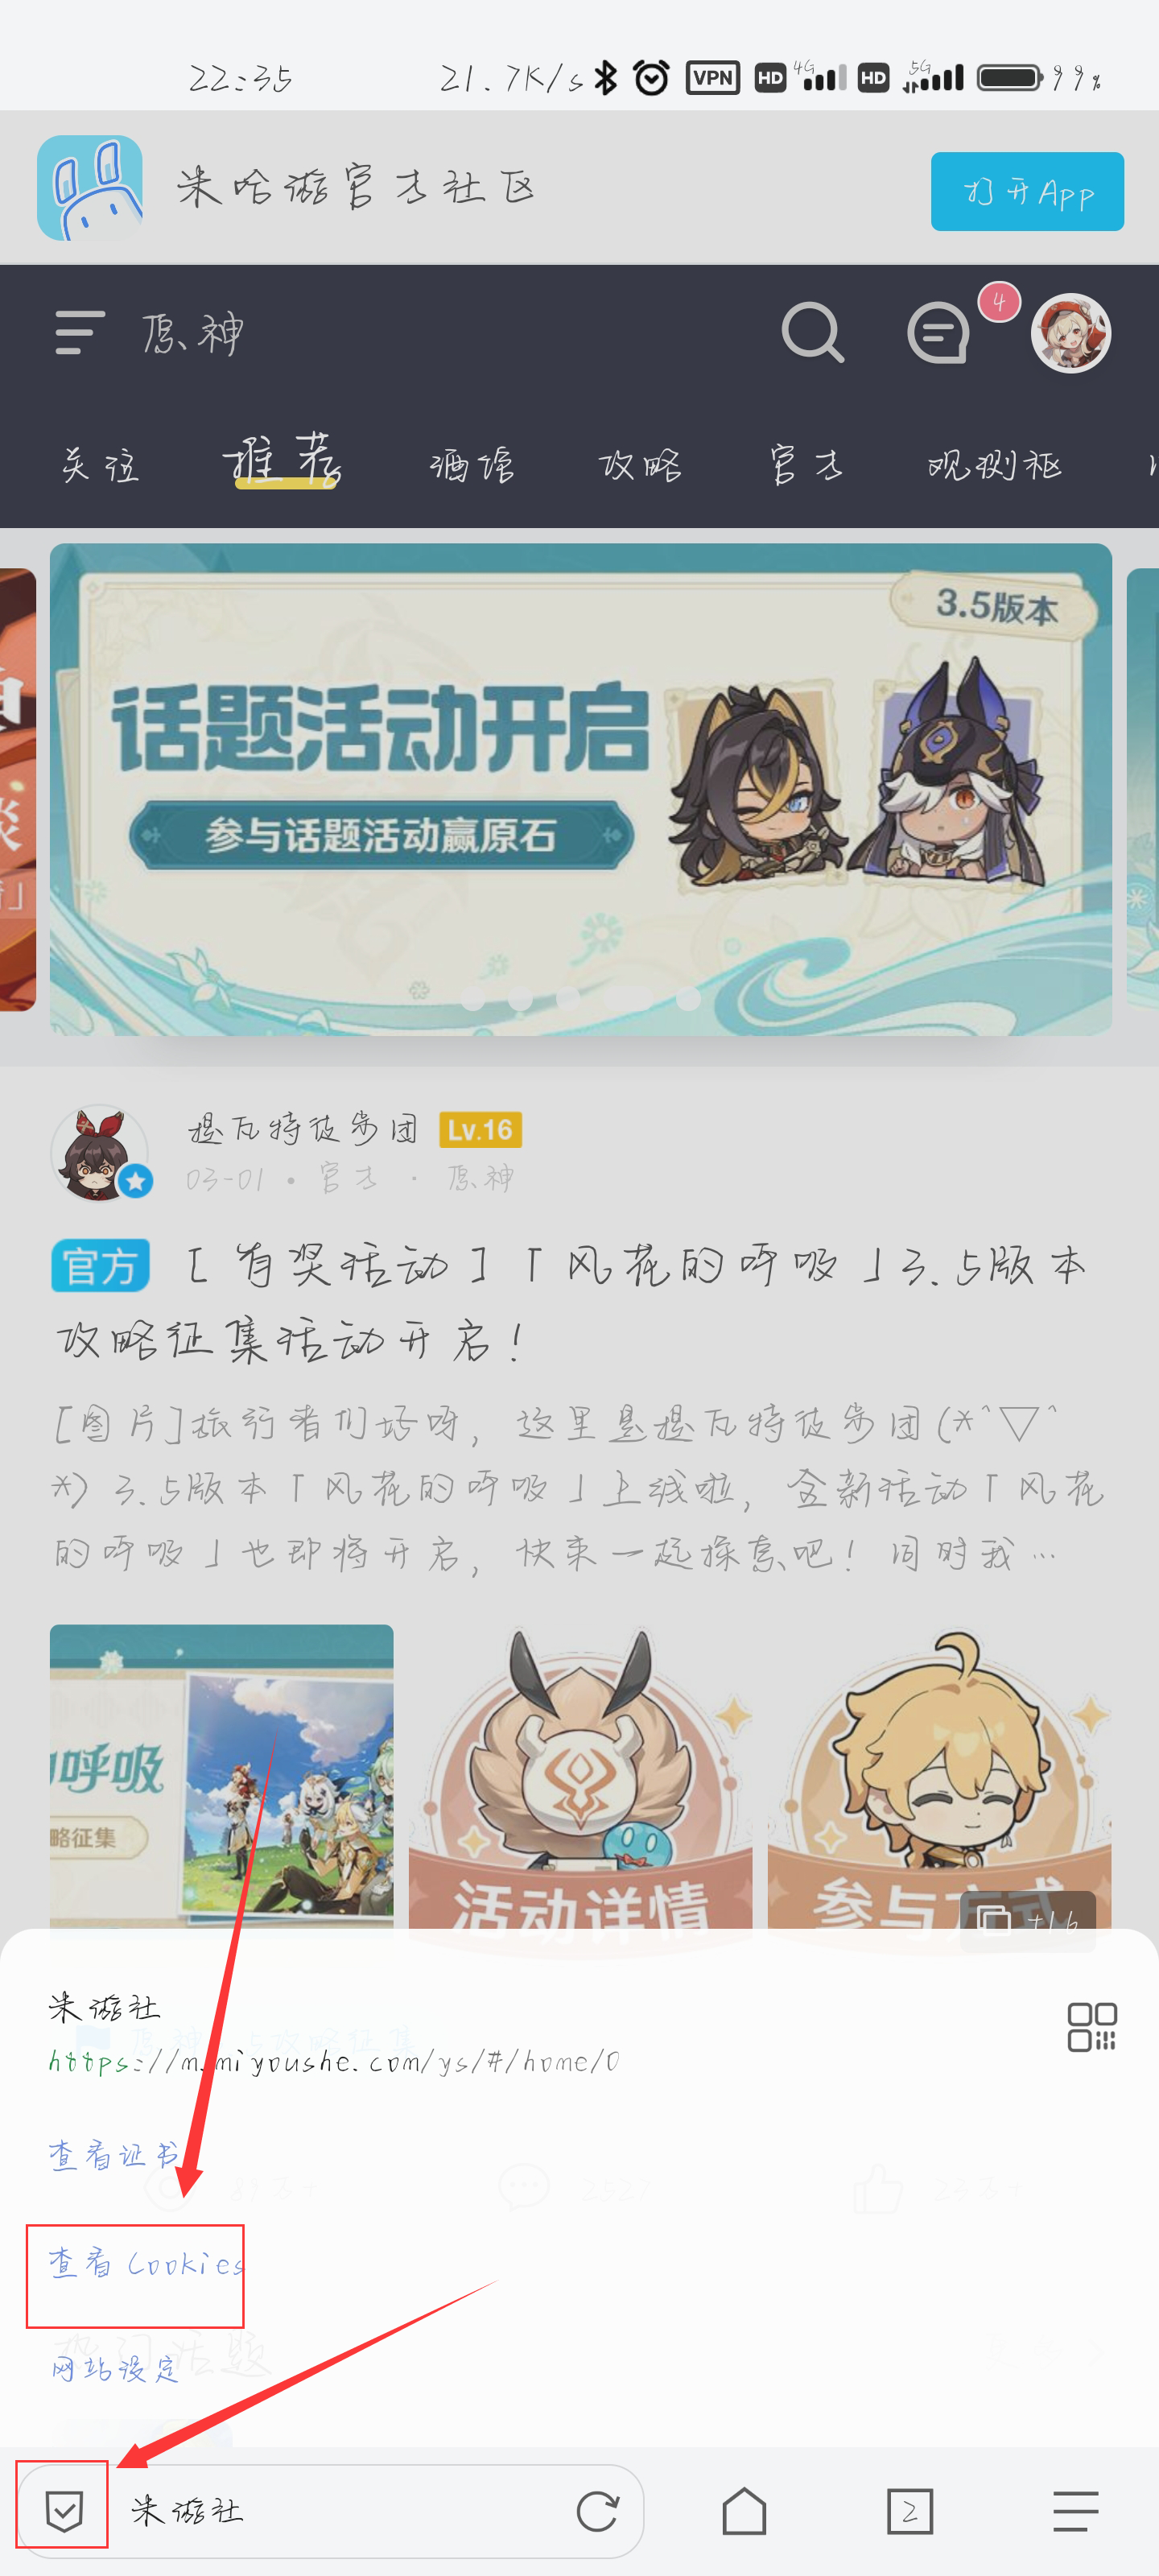 22:35 21.7K/s VPN HD 4G HD 5G 99%
米哈游官方社区 打开App
原神 4
关注 推荐 酒馆 攻略 官方 观测枢
3.5版本
话题活动开启
参与话题活动赢原石
提瓦特徒步团 Lv.16
03-01 • 官方 · 原神
官方 [有奖活动]「风花的呼吸」3.5版本
攻略征集活动开启!
[图片]旅行者们好呀, 这里是提瓦特徒步团(*^▽^
*) 3.5版本「风花的呼吸」上线啦, 全新活动「风花
的呼吸」也即将开启, 快来一起探索吧! 同时我…
呼吸
略征集
活动详情
参与方式
+16
米游社
https://m.miyoushe.com/ys/#/home/0
查看证书
查看Cookies
热门话题
网站设定
米游社 2